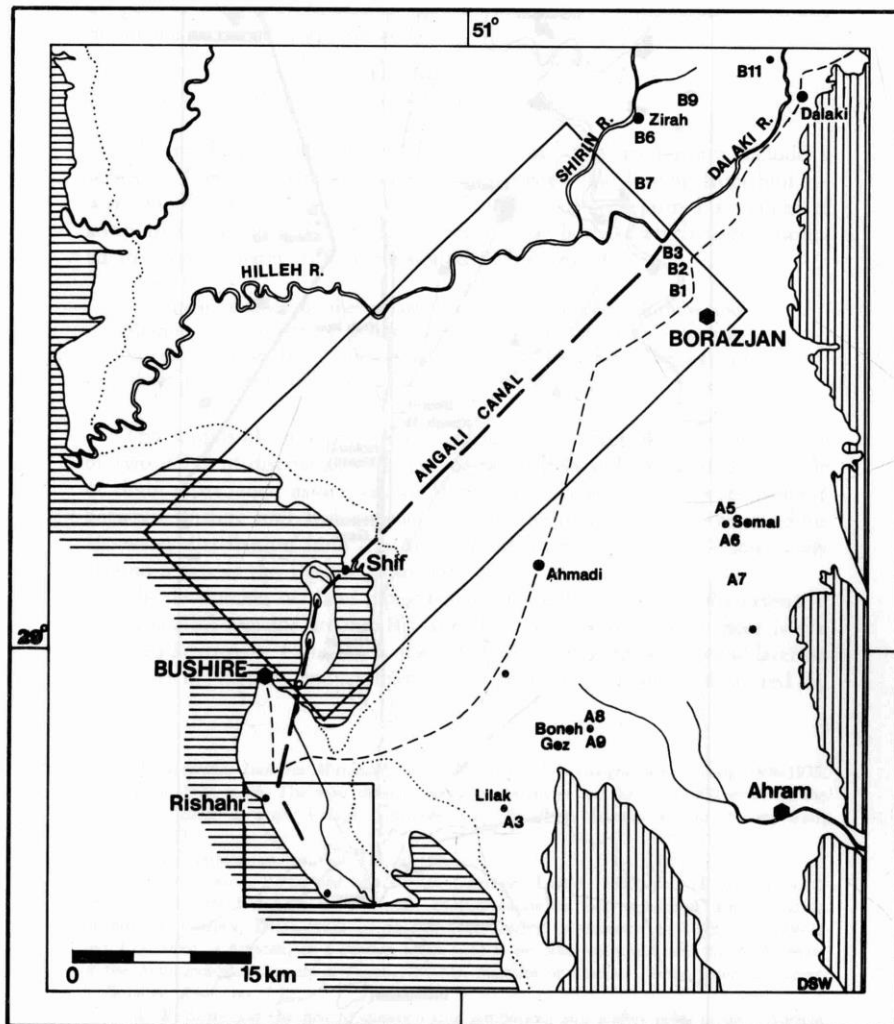 51°
B11
B9
Dalaki
Zirah
SHIRIN R.
B6
DALAKI R.
B7
B3
HILLEH R.
B2
B1
BORAZJAN
ANGALI CANAL
A5
Semal
A6
Shif
Ahmadi
A7
29°
BUSHIRE
A8
Boneh
Gez
A9
Ahram
Lilak
Rishahr
A3
0
15 km
DSW